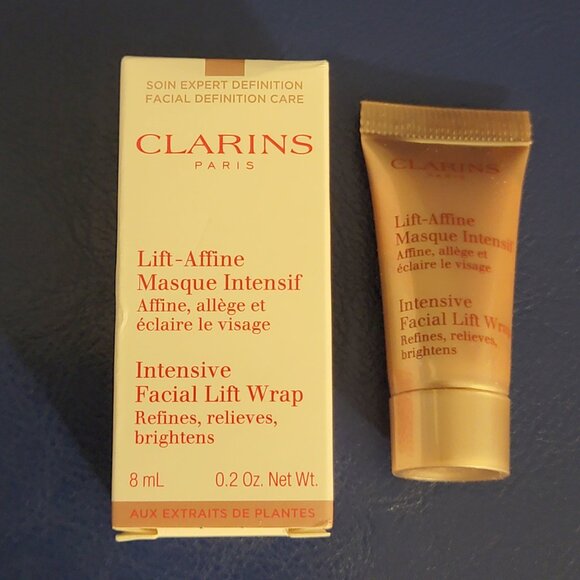 SOIN EXPERT DEFINITION
FACIAL DEFINITION CARE
CLARINS
PARIS
Lift-Affine
Masque Intensif
Affine, allège et
éclaire le visage
Intensive
Facial Lift Wrap
Refines, relieves,
brightens
8 mL 0.2 Oz. Net Wt.
AUX EXTRAITS DE PLANTES
CLARINS
PARIS
Lift-Affine
Masque Intensif
Affine, allège et
éclaire le visage
Intensive
Facial Lift Wrap
Refines, relieves,
brightens